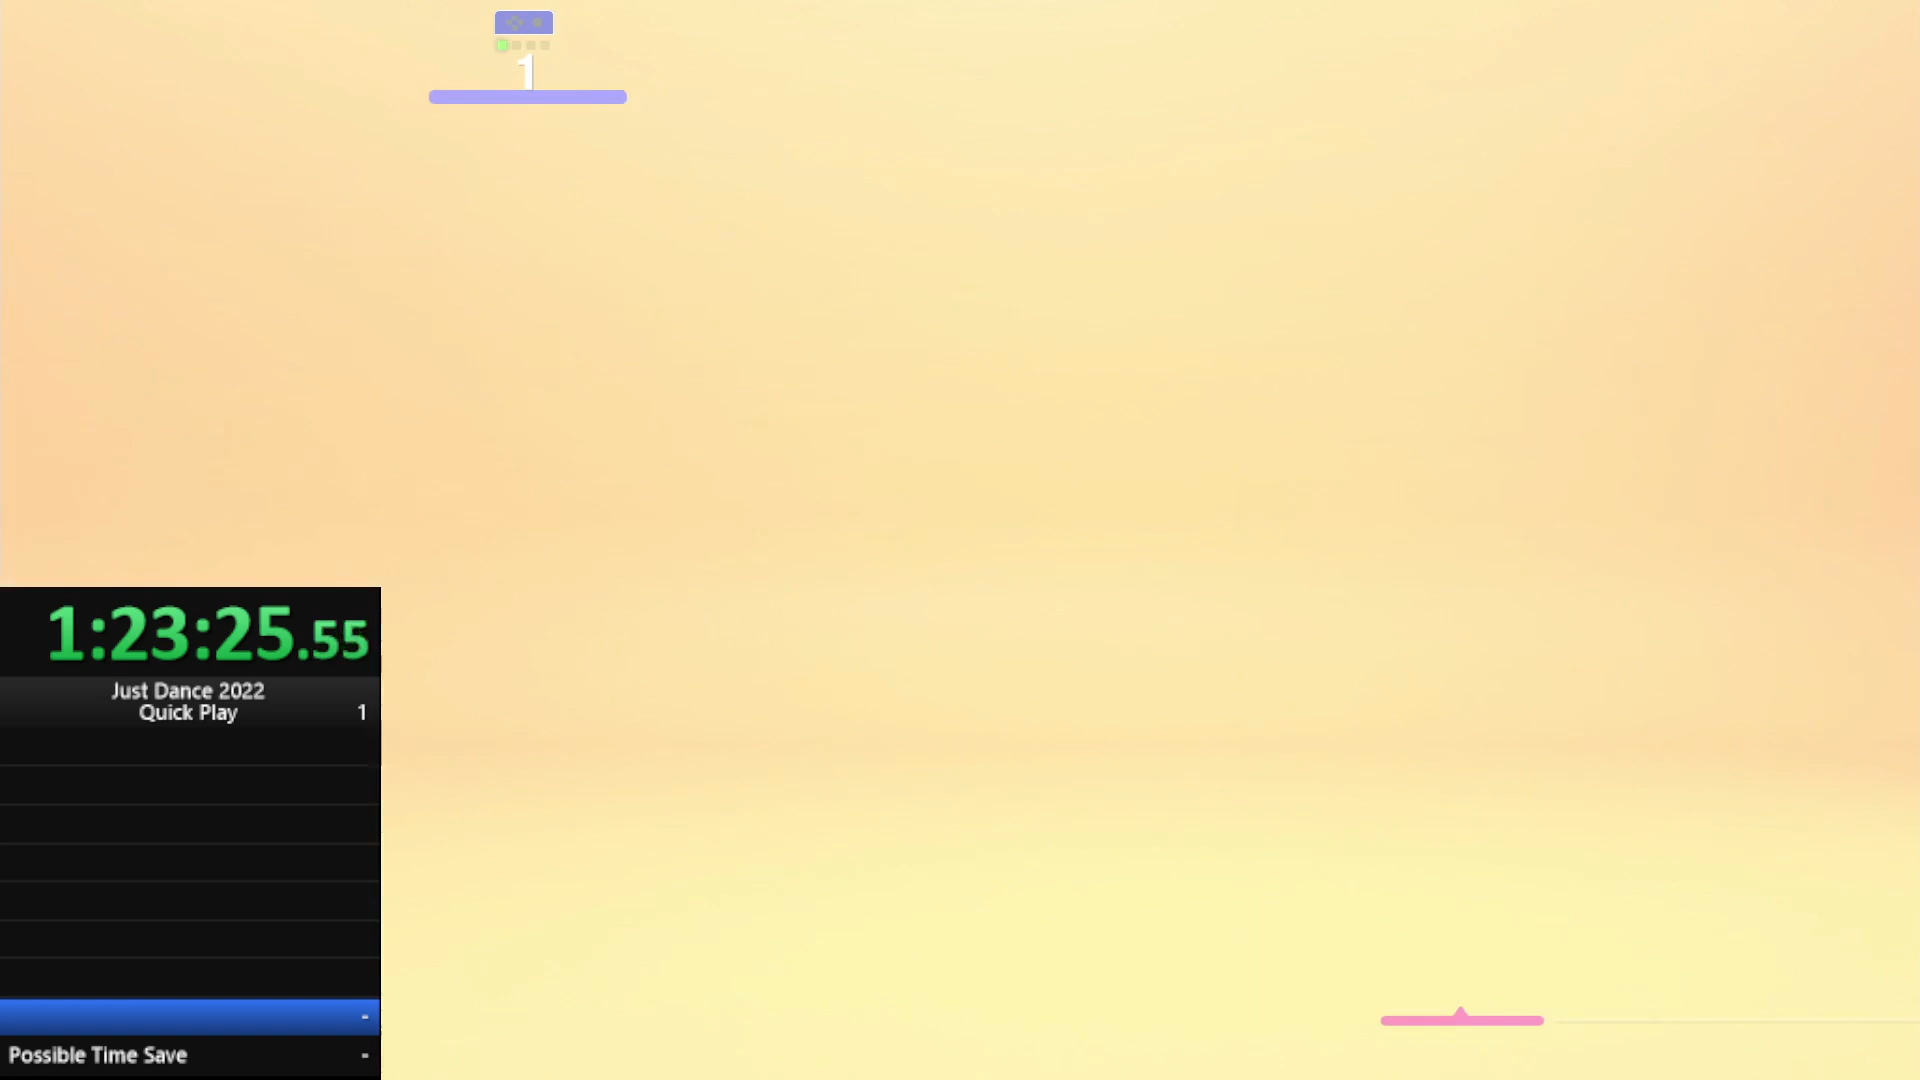 1
1:23:25.55
Just Dance 2022
Quick Play 1
-
Possible Time Save -